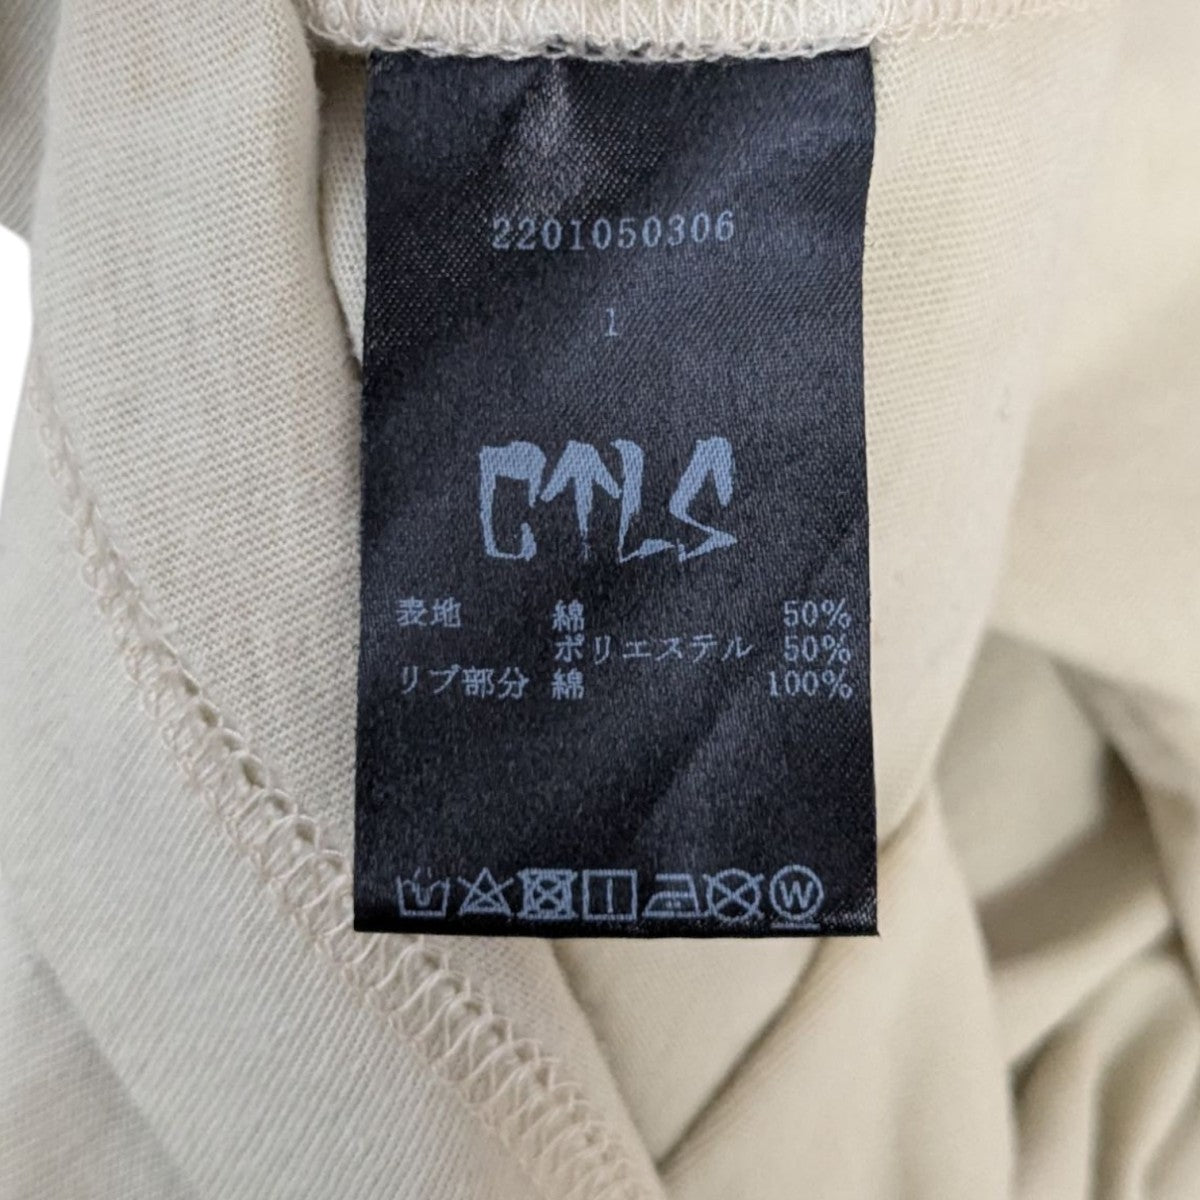 2201050306
1
CTLS
表地 綿 50%
ポリエステル 50%
リブ部分 綿 100%
W